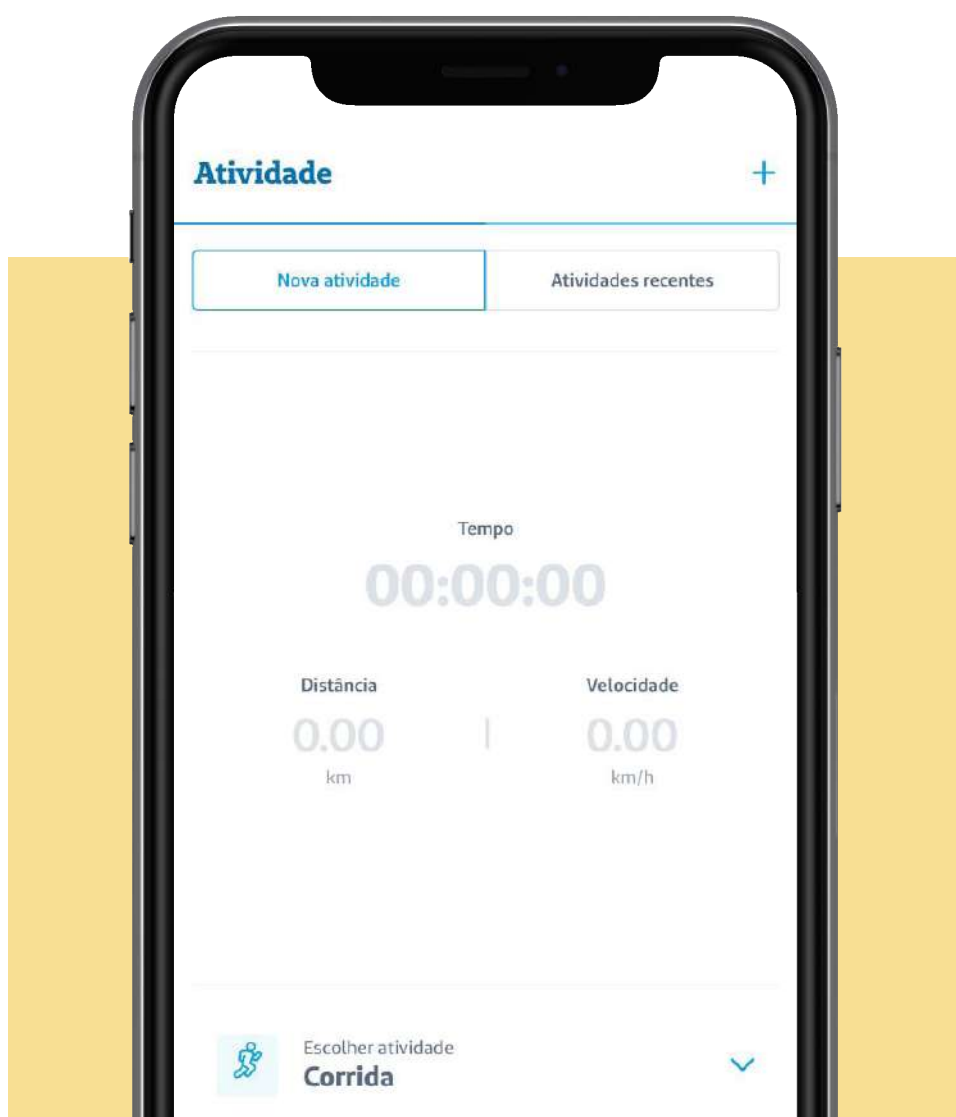 Atividade
+
Nova atividade
Atividades recentes
Tempo
00:00:00
Distância
Velocidade
0.00
0.00
km
km/h
Escolher atividade
Corrida